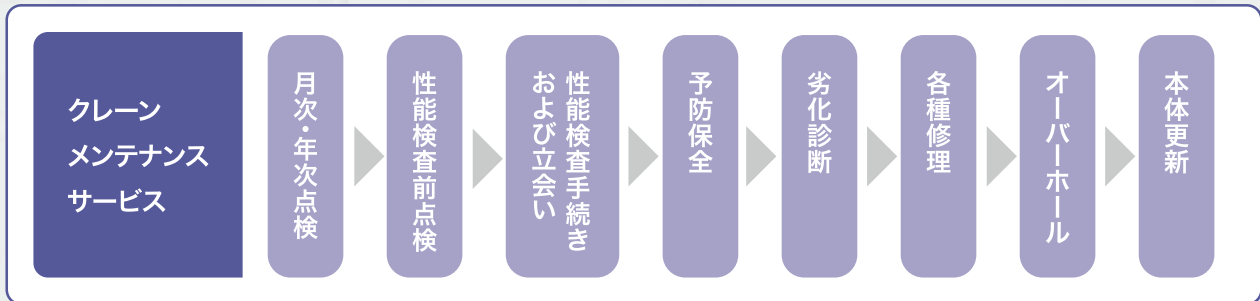 クレーン
メンテナンス
サービス
月次・年次点検
性能検査前点検
性能検査手続き
および立会い
予防保全
劣化診断
各種修理
オーバーホール
本体更新